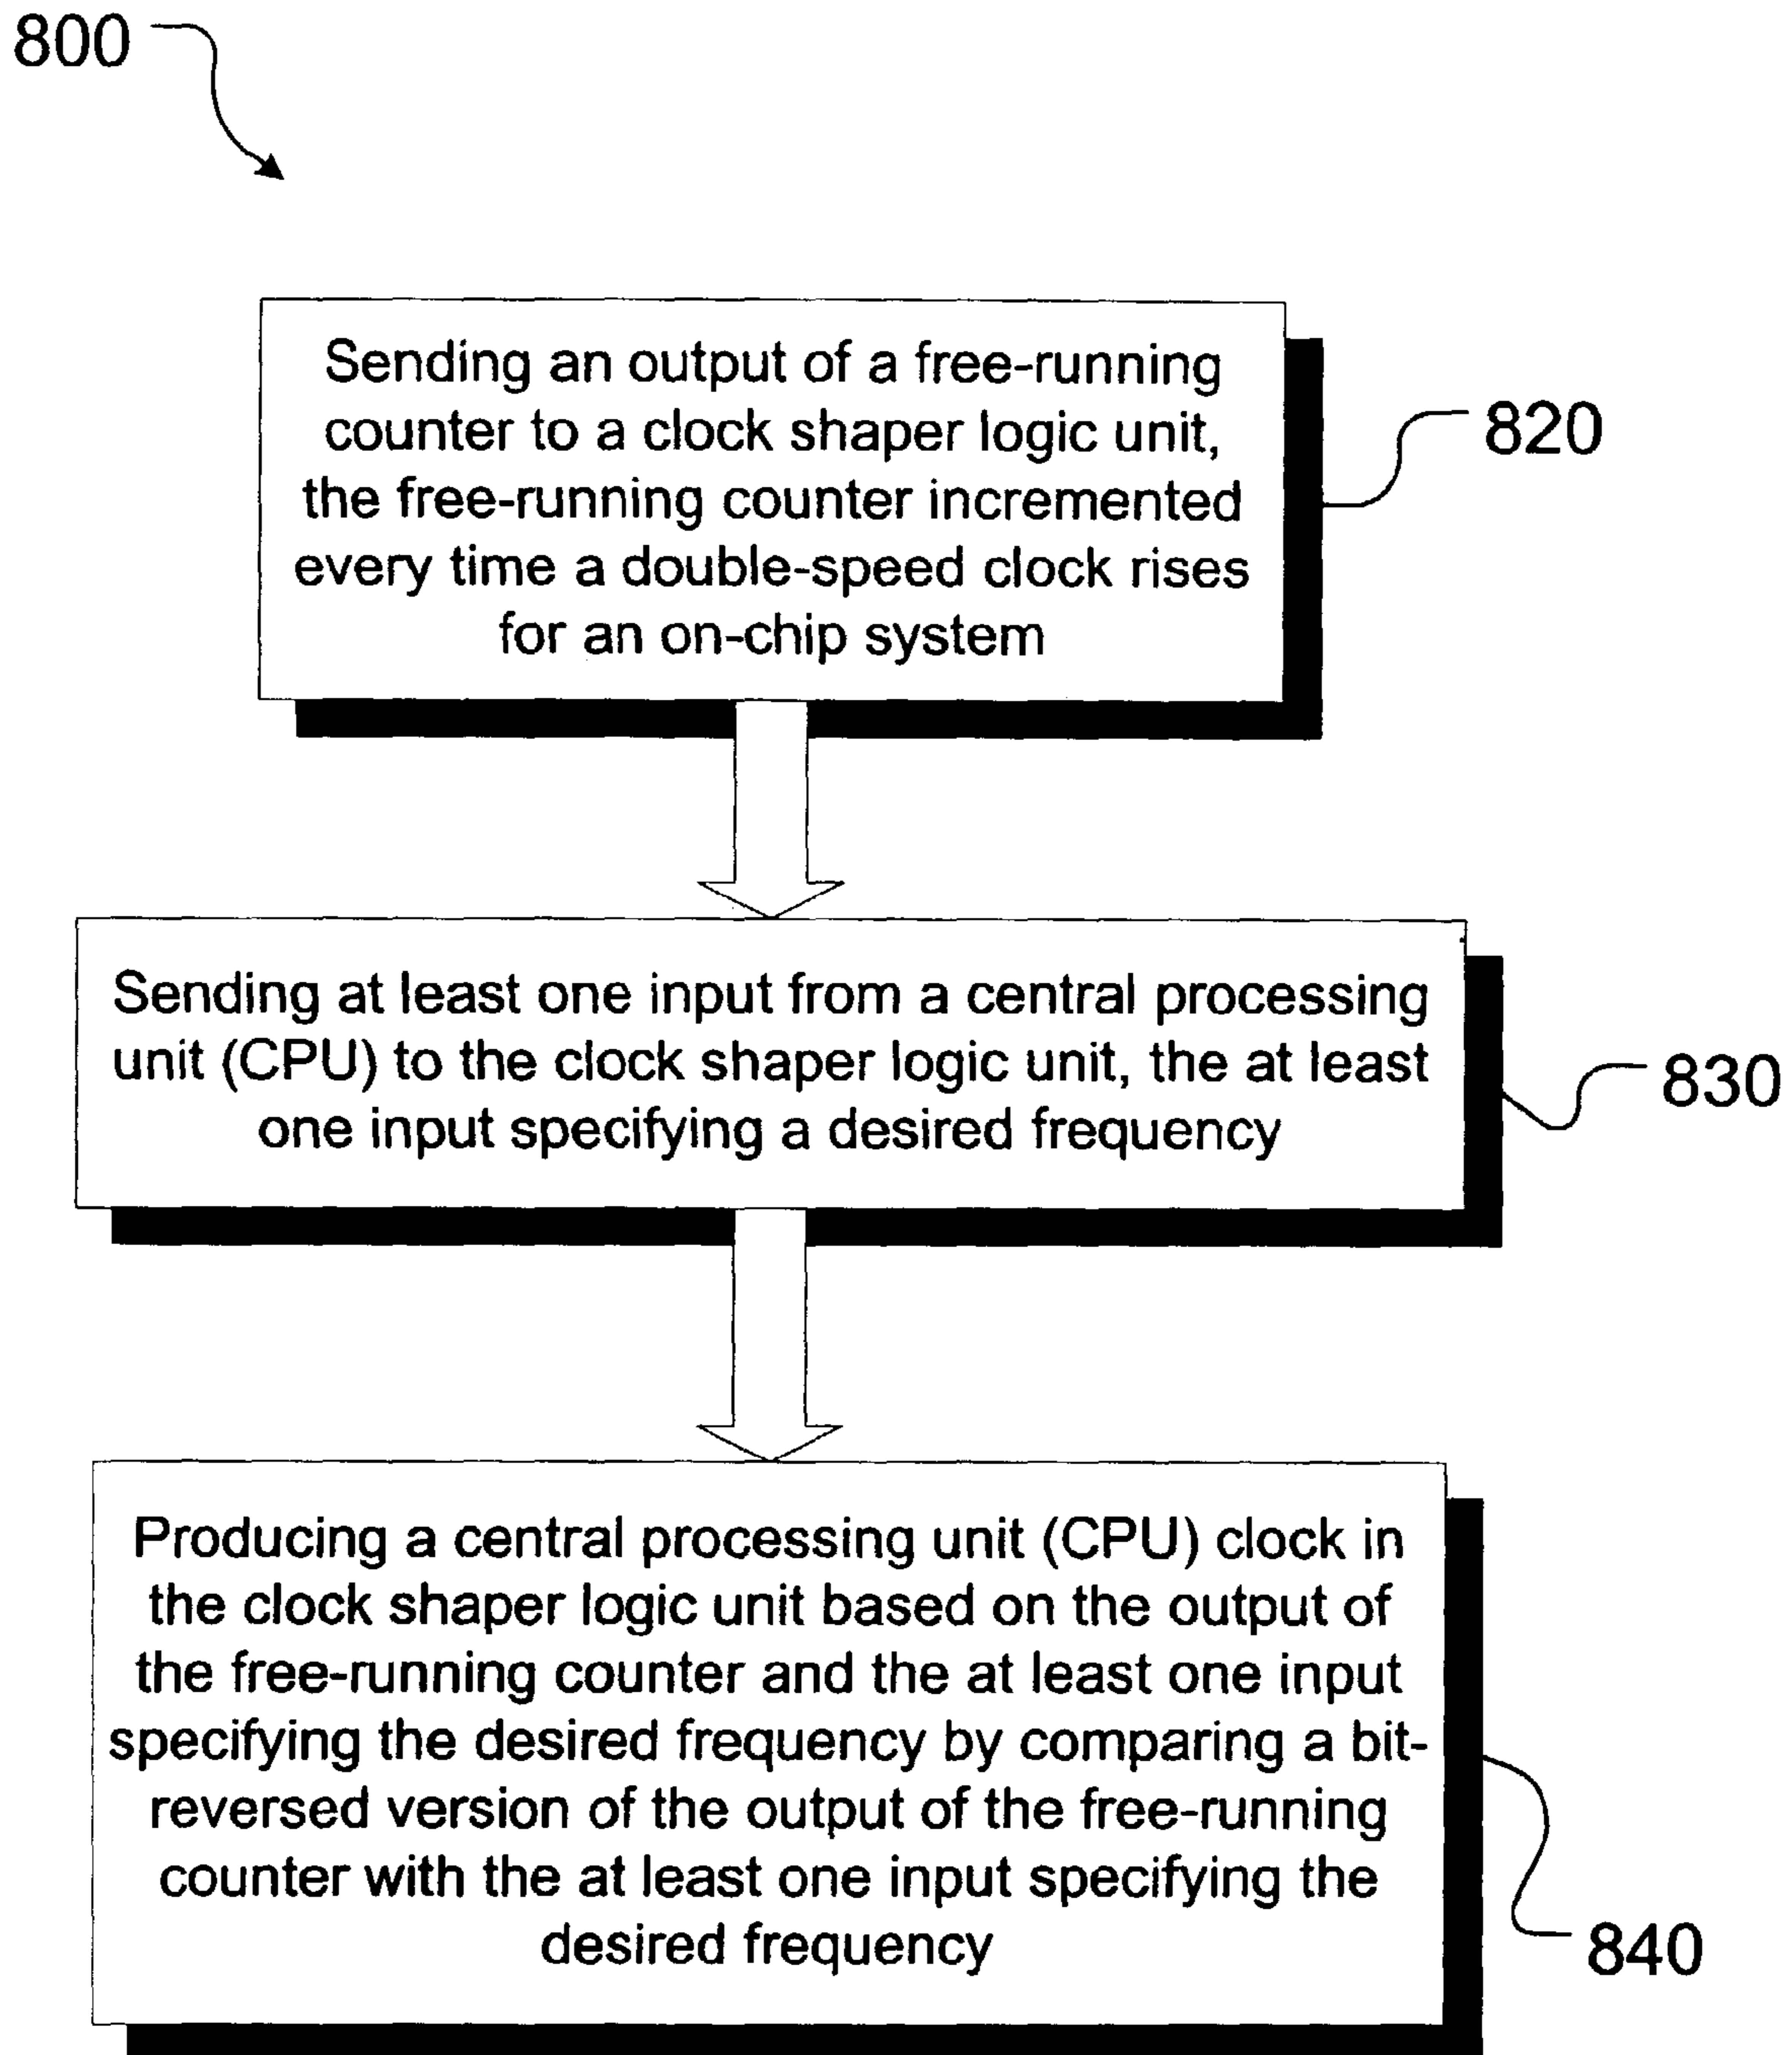 800
Sending an output of a free-running
counter to a clock shaper logic unit,
the free-running counter incremented
every time a double-speed clock rises
for an on-chip system
820
Sending at least one input from a central processing
unit (CPU) to the clock shaper logic unit, the at least
one input specifying a desired frequency
830
Producing a central processing unit (CPU) clock in
the clock shaper logic unit based on the output of
the free-running counter and the at least one input
specifying the desired frequency by comparing a bit-
reversed version of the output of the free-running
counter with the at least one input specifying the
desired frequency
840